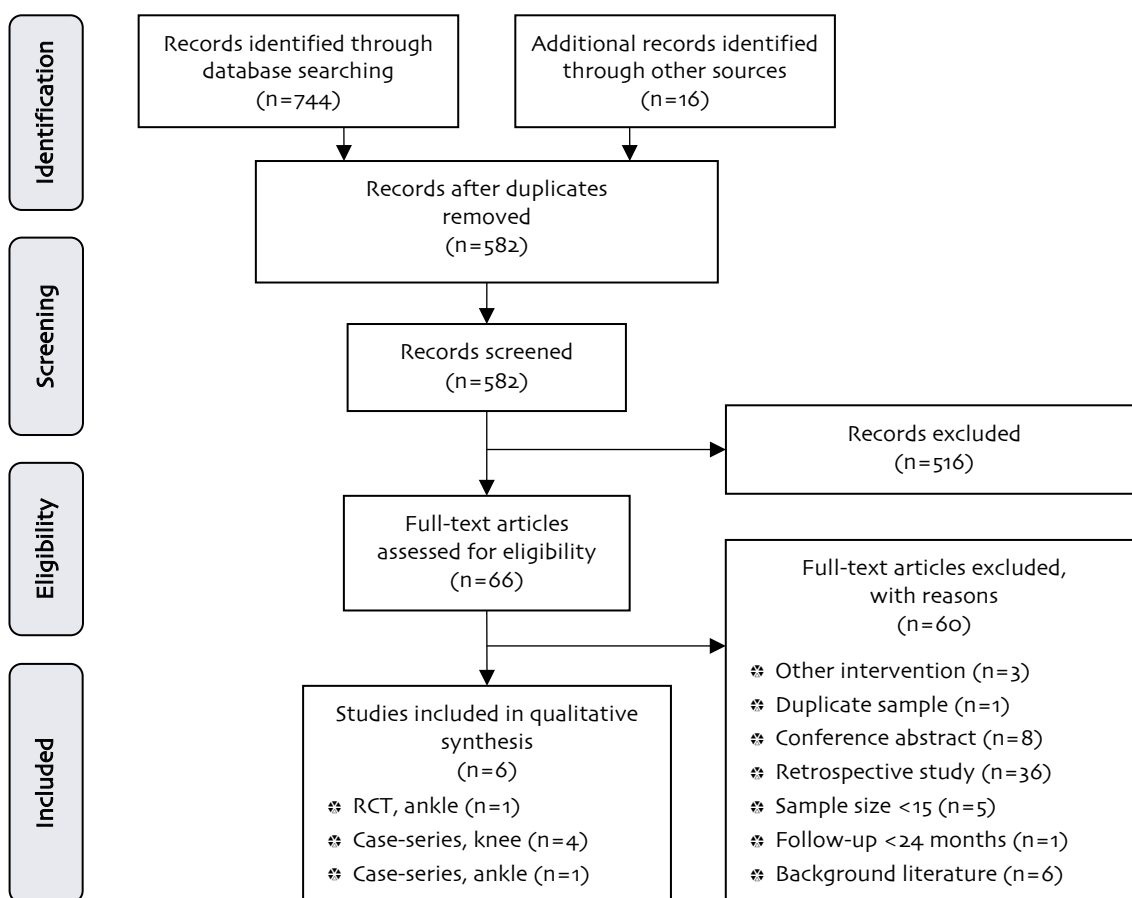 Identification
Records identified through
database searching
(n=744)
Additional records identified
through other sources
(n=16)
Records after duplicates
removed
(n=582)
Screening
Records screened
(n=582)
Records excluded
(n=516)
Eligibility
Full-text articles
assessed for eligibility
(n=66)
Full-text articles excluded,
with reasons
(n=60)
Other intervention (n=3)
Duplicate sample (n=1)
Conference abstract (n=8)
Retrospective study (n=36)
Sample size <15 (n=5)
Follow-up <24 months (n=1)
Background literature (n=6)
Included
Studies included in qualitative
synthesis
(n=6)
RCT, ankle (n=1)
Case-series, knee (n=4)
Case-series, ankle (n=1)